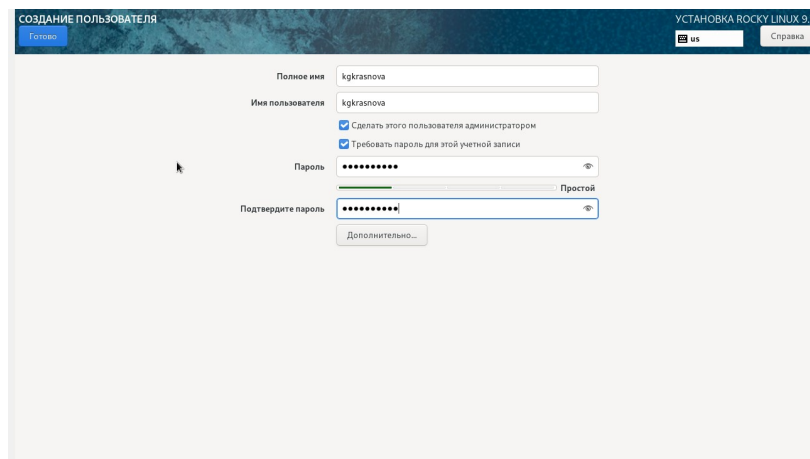 СОЗДАНИЕ ПОЛЬЗОВАТЕЛЯ
УСТАНОВКА ROCKY LINUX 9.
Готово
us
Справка
Полное имя
kgkrasnova
Имя пользователя
kgkrasnova
Сделать этого пользователя администратором
Требовать пароль для этой учетной записи
Пароль
••••••••••
Простой
Подтвердите пароль
••••••••••
Дополнительно...